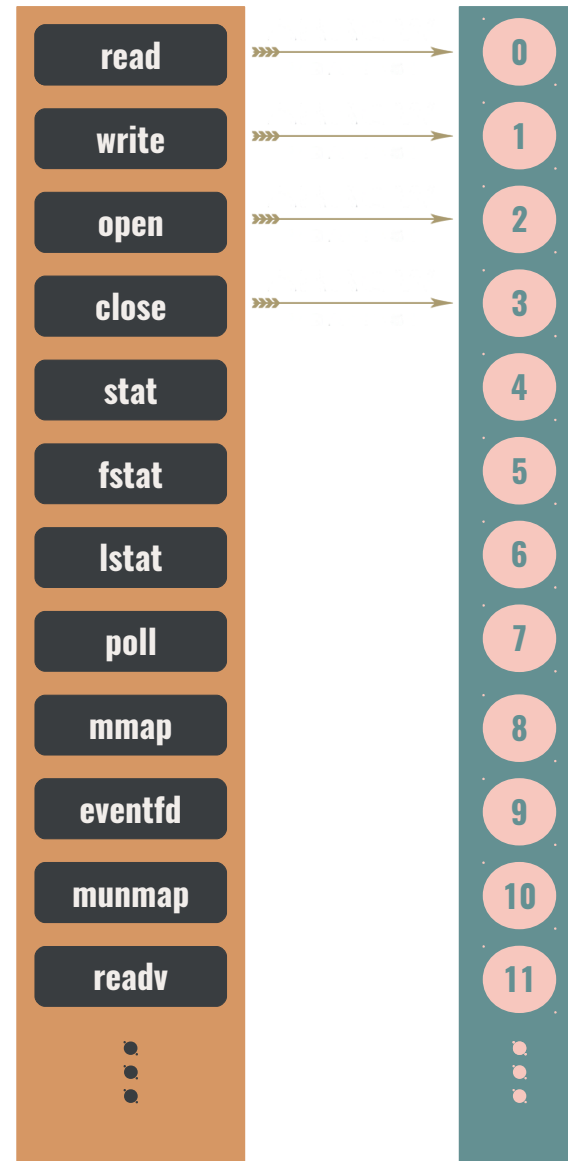 read 0
write 1
open 2
close 3
stat 4
fstat 5
lstat 6
poll 7
mmap 8
eventfd 9
munmap 10
readv 11